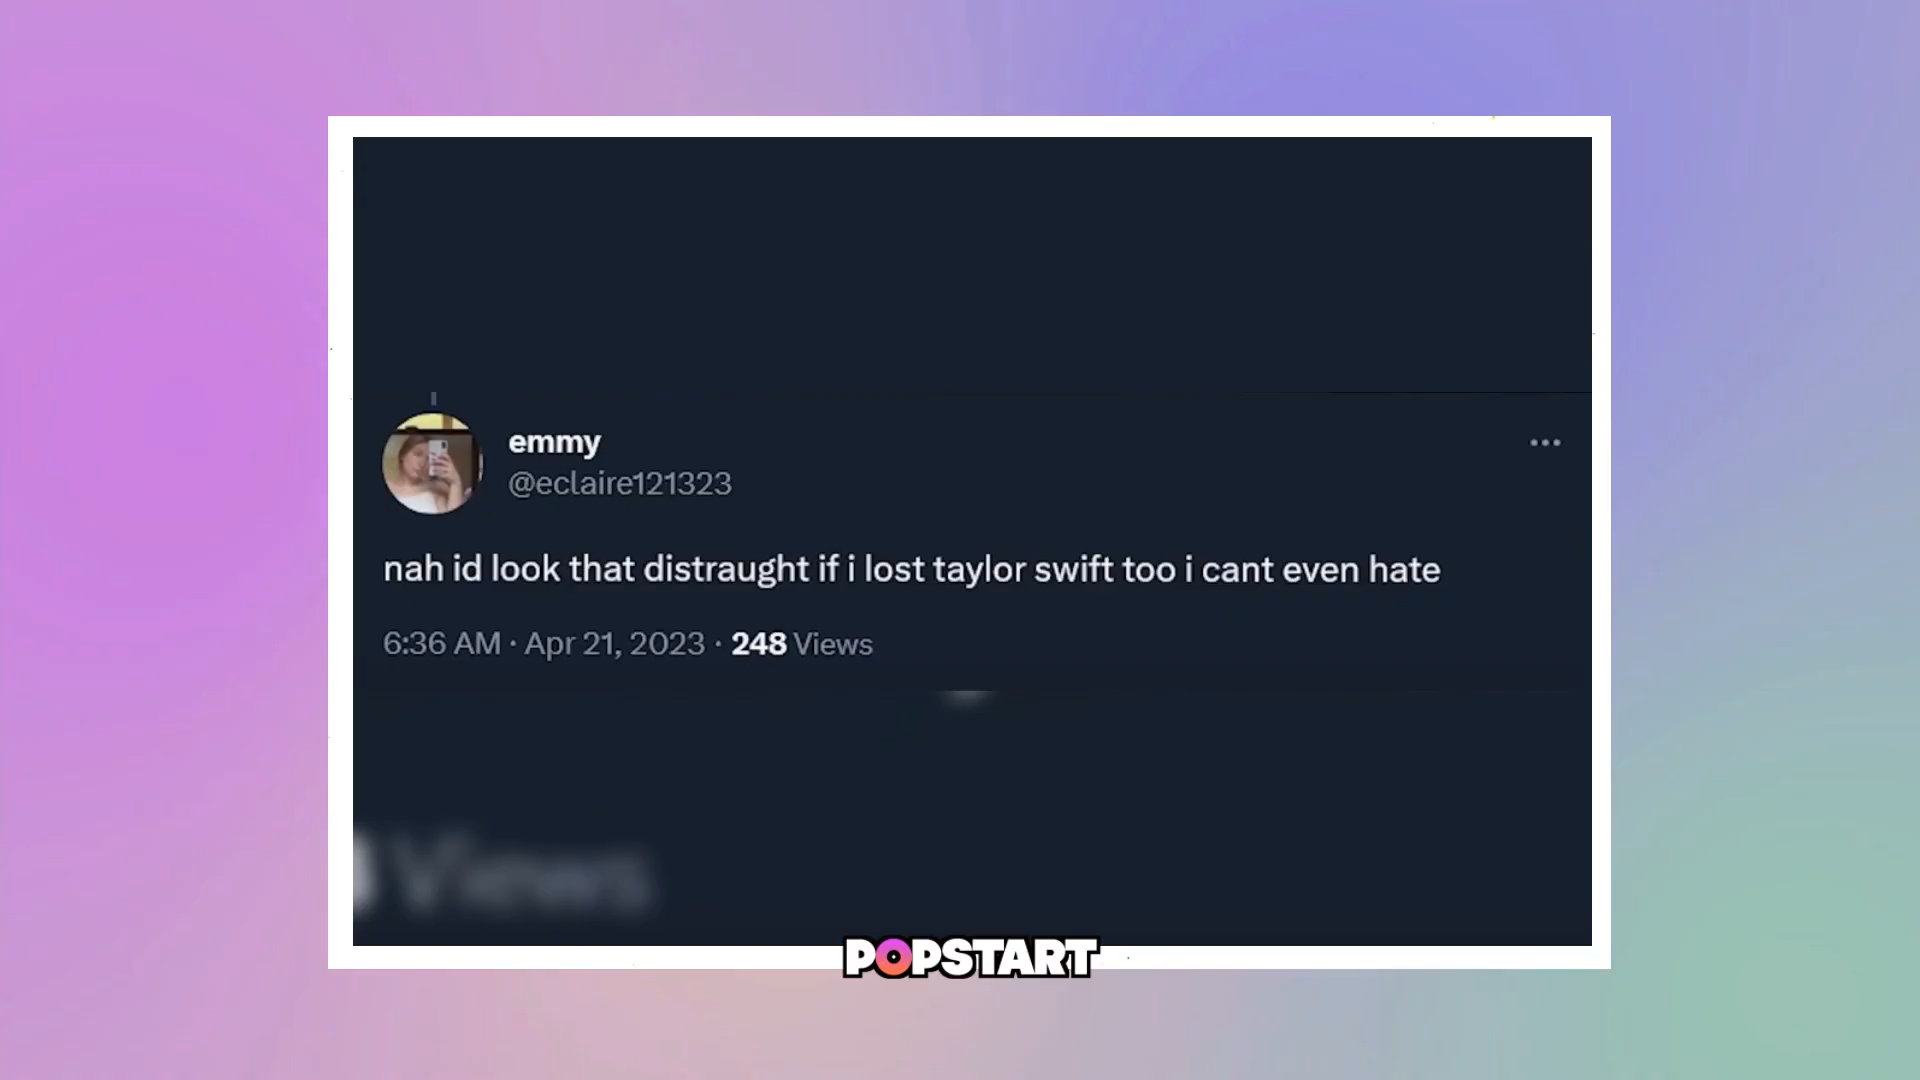 emmy
@eclaire121323
nah id look that distraught if i lost taylor swift too i cant even hate
6:36 AM · Apr 21, 2023 · 248 Views
Views
POPSTART